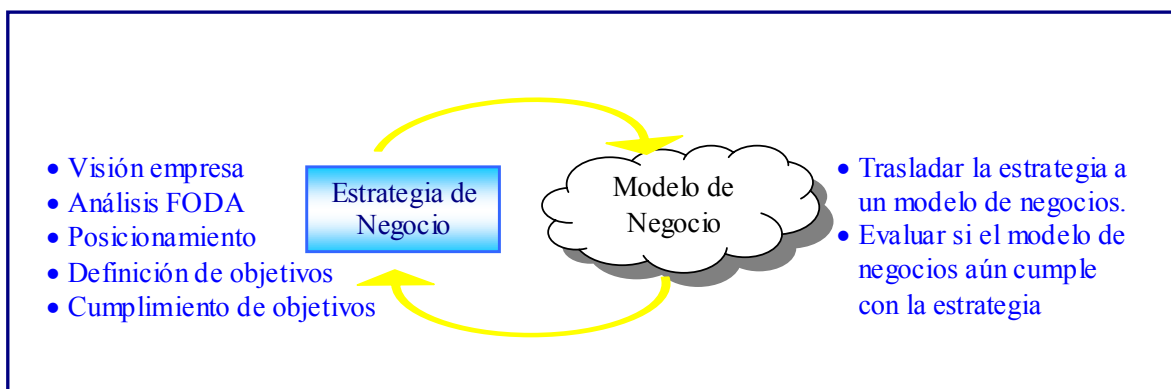 • Visión empresa
• Análisis FODA
• Posicionamiento
• Definición de objetivos
• Cumplimiento de objetivos
Estrategia de
Negocio
Modelo de
Negocio
• Trasladar la estrategia a
un modelo de negocios.
• Evaluar si el modelo de
negocios aún cumple
con la estrategia